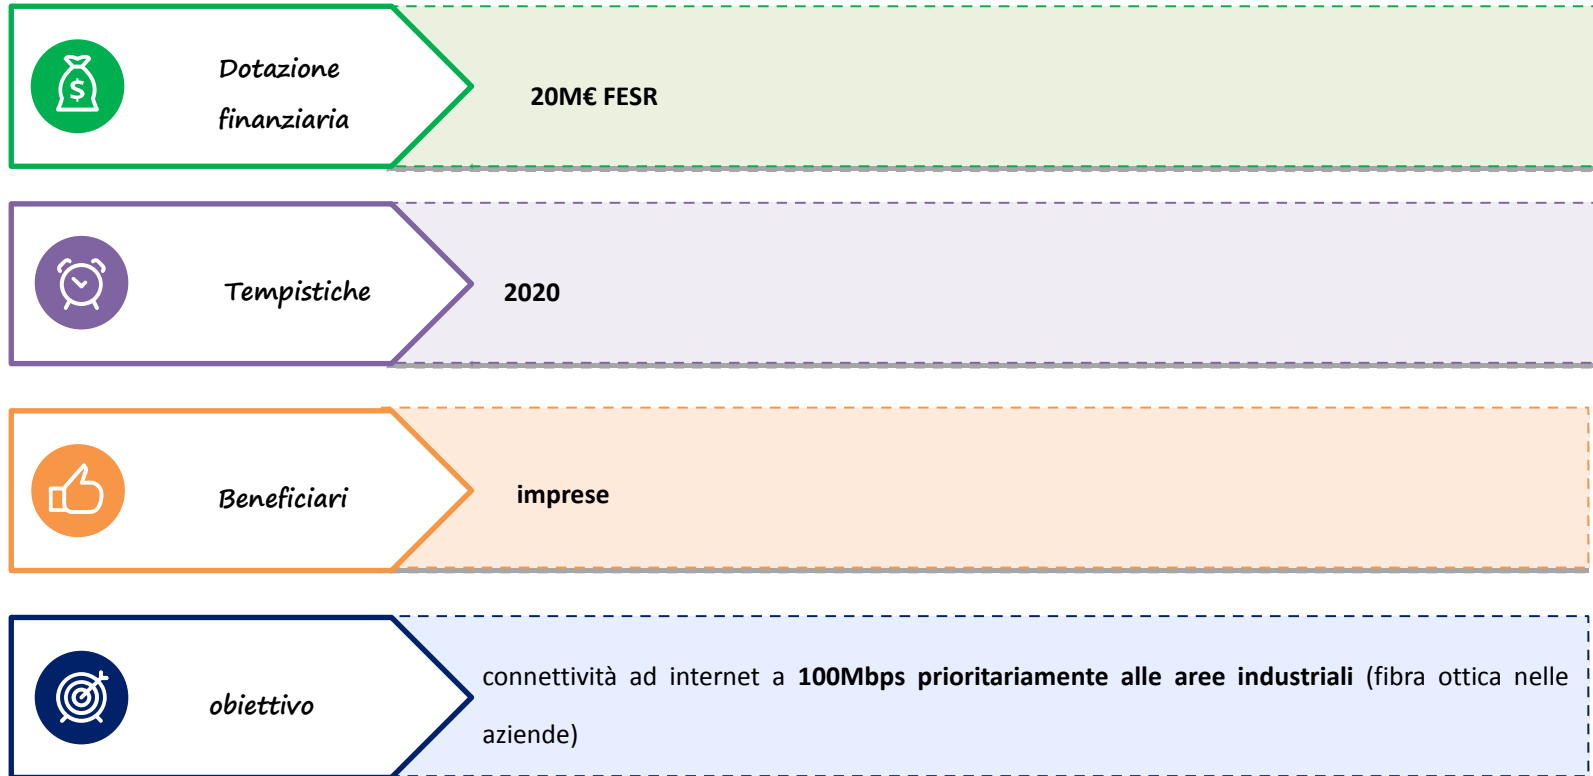 Dotazione
finanziaria
20M€ FESR
Tempistiche
2020
Beneficiari
imprese
obiettivo
connettività ad internet a 100Mbps prioritariamente alle aree industriali (fibra ottica nelle
aziende)